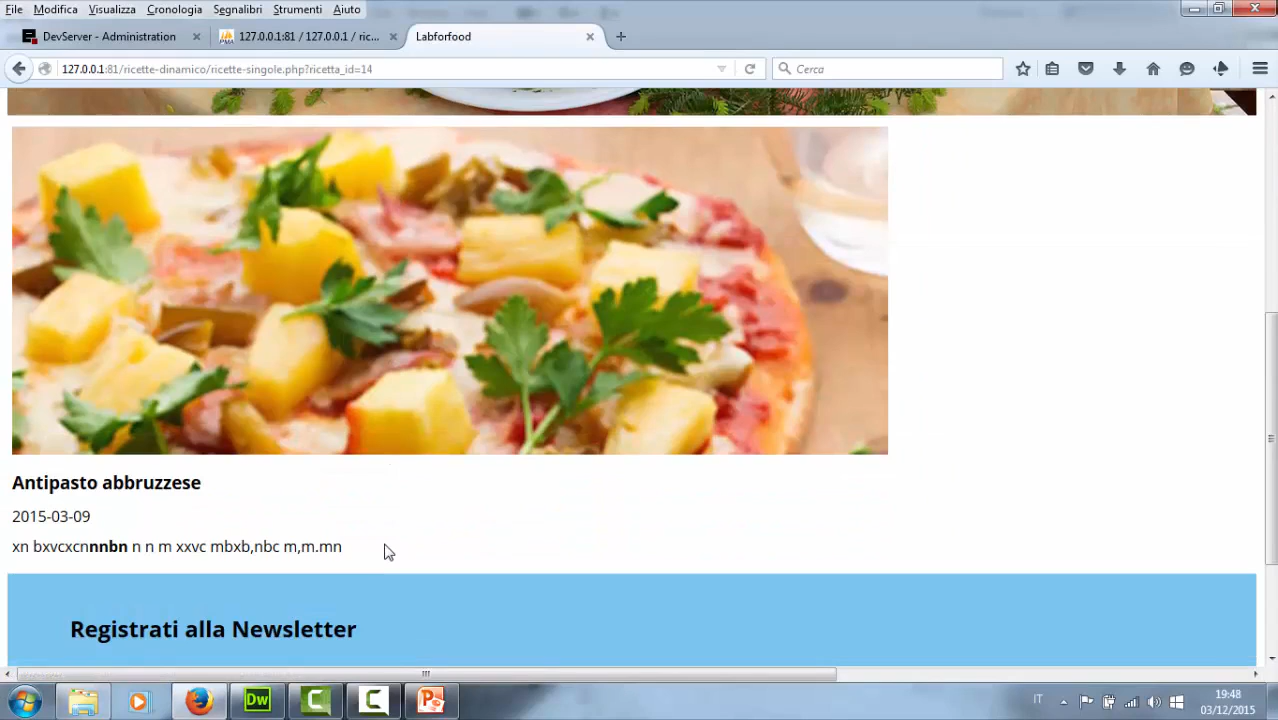 File Modifica Visualizza Cronologia Segnalibri Strumenti Aiuto
DevServer - Administration
127.0.0.1:81 / 127.0.0.1 / ric...
Labforfood
127.0.0.1:81/ricette-dinamico/ricette-singole.php?ricetta_id=14
Cerca
Antipasto abbruzzese
2015-03-09
xn bxvcxcnnnbn n n m xxvc mbxb,nbc m,m.mn
Registrati alla Newsletter
Dw
IT
19:48
03/12/2015